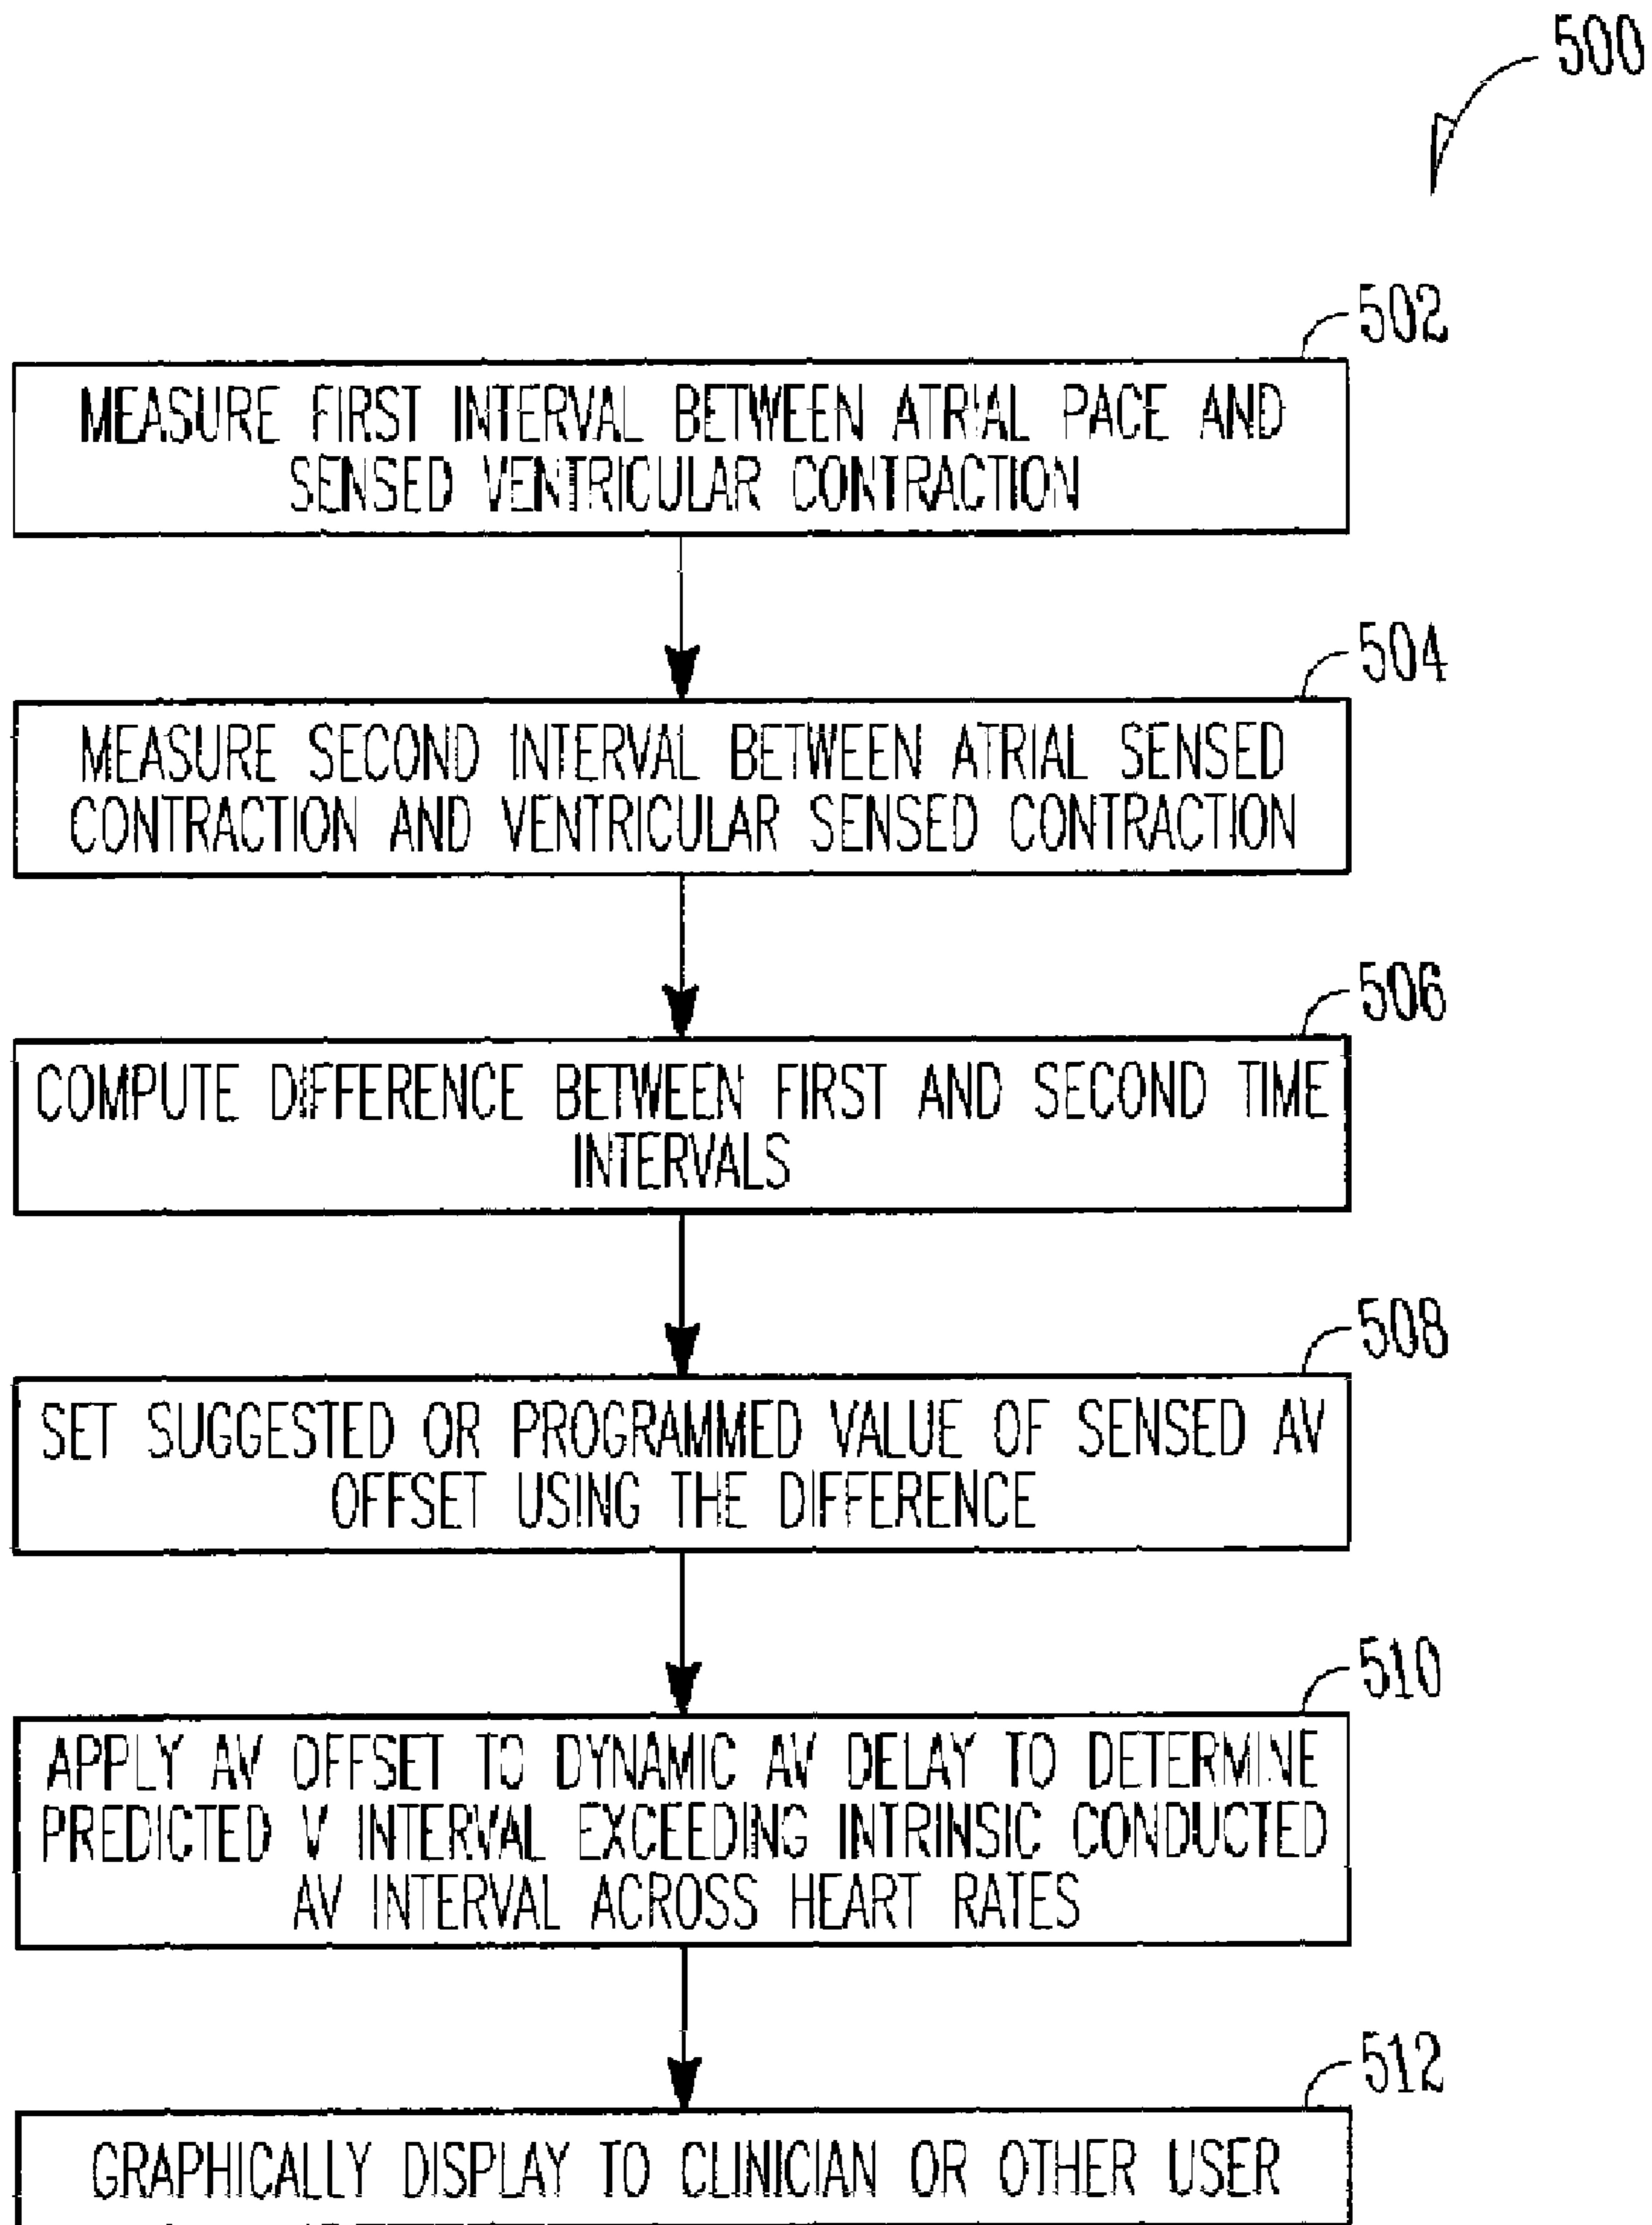 500
502
MEASURE FIRST INTERVAL BETWEEN ATRIAL PACE AND
SENSED VENTRICULAR CONTRACTION
504
MEASURE SECOND INTERVAL BETWEEN ATRIAL SENSED
CONTRACTION AND VENTRICULAR SENSED CONTRACTION
506
COMPUTE DIFFERENCE BETWEEN FIRST AND SECOND TIME
INTERVALS
508
SET SUGGESTED OR PROGRAMMED VALUE OF SENSED AV
OFFSET USING THE DIFFERENCE
510
APPLY AV OFFSET TO DYNAMIC AV DELAY TO DETERMINE
PREDICTED V INTERVAL EXCEEDING INTRINSIC CONDUCTED
AV INTERVAL ACROSS HEART RATES
512
GRAPHICALLY DISPLAY TO CLINICIAN OR OTHER USER